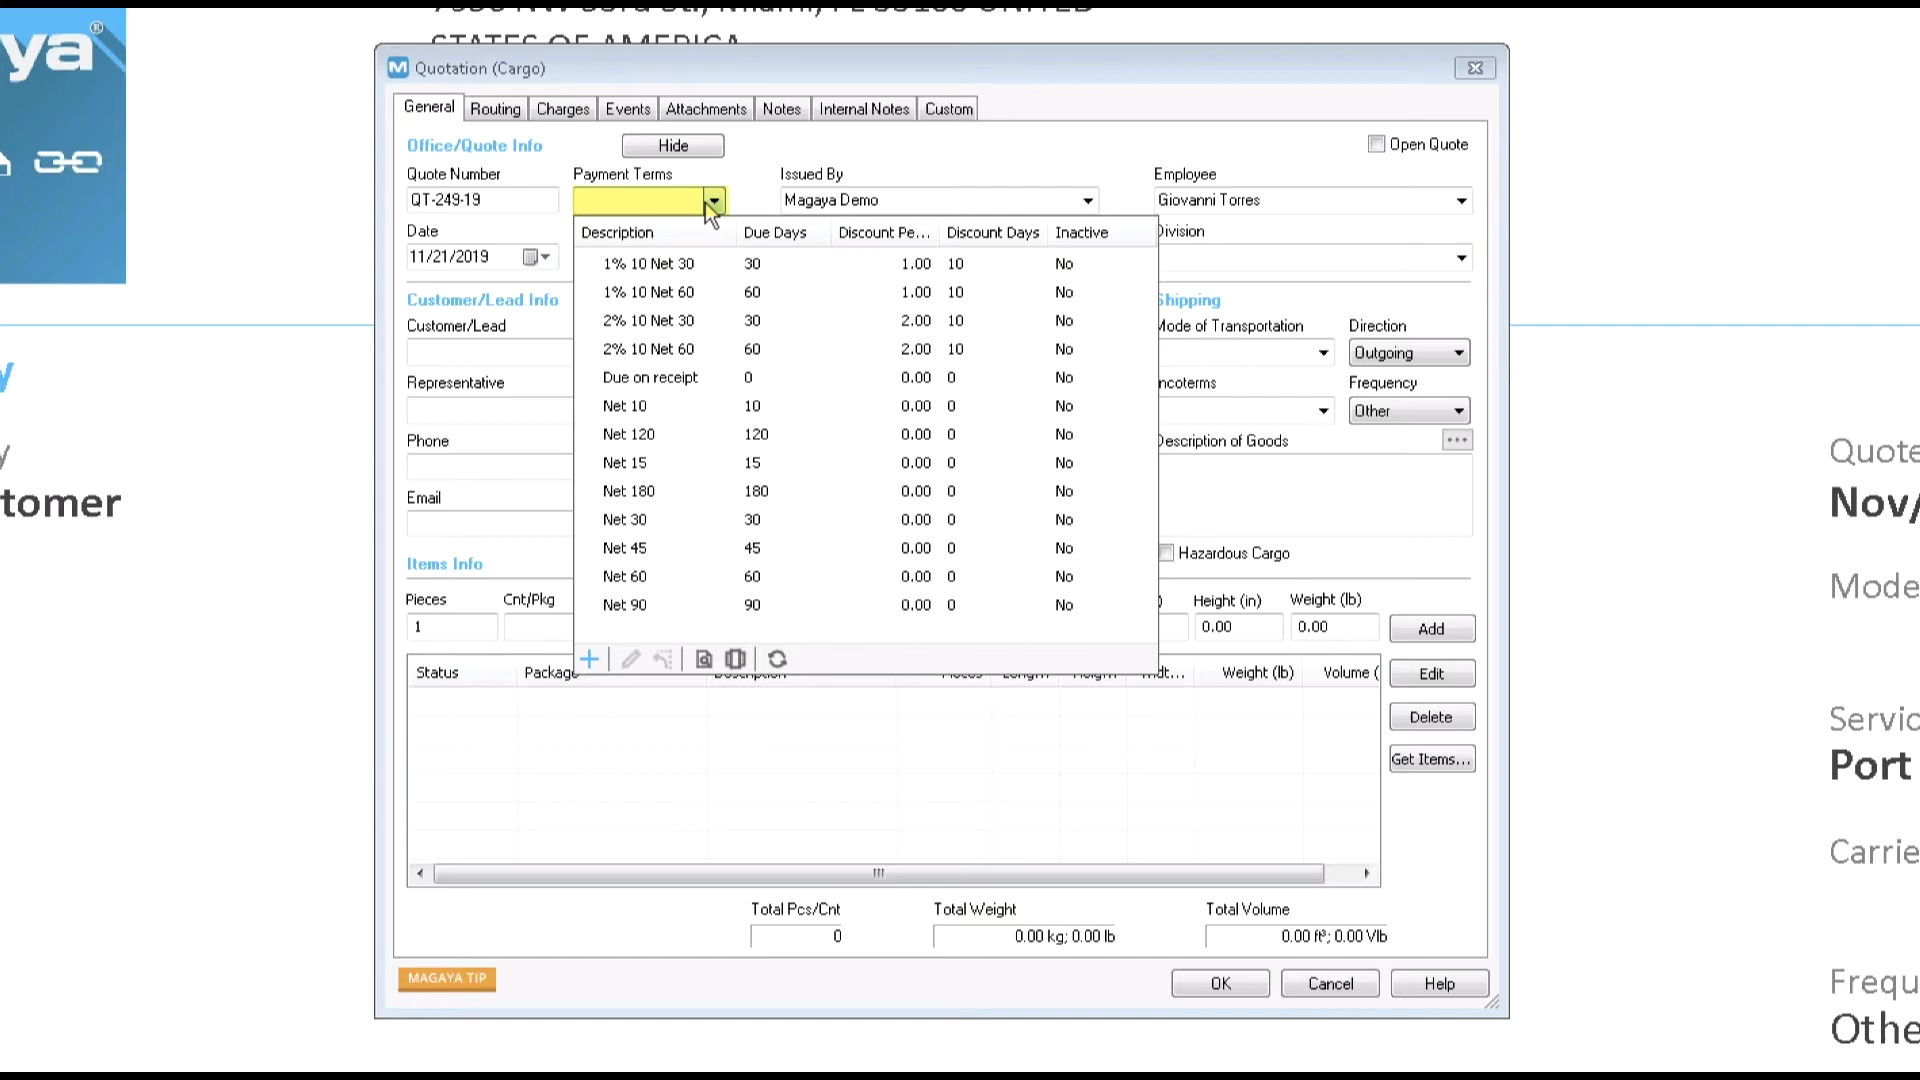 STATES OF AMERICA
ya®
Quotation (Cargo)
General Routing Charges Events Attachments Notes Internal Notes Custom
Office/Quote Info Hide Open Quote
Quote Number Payment Terms Issued By Employee
QT-249-19 Magaya Demo Giovanni Torres
Date Division
11/21/2019
Description Due Days Discount Pe... Discount Days Inactive
1% 10 Net 30 30 1.00 10 No
1% 10 Net 60 60 1.00 10 No
2% 10 Net 30 30 2.00 10 No
2% 10 Net 60 60 2.00 10 No
Due on receipt 0 0.00 0 No
Net 10 10 0.00 0 No
Net 120 120 0.00 0 No
Net 15 15 0.00 0 No
Net 180 180 0.00 0 No
Net 30 30 0.00 0 No
Net 45 45 0.00 0 No
Net 60 60 0.00 0 No
Net 90 90 0.00 0 No
Customer/Lead Info Shipping
Customer/Lead Mode of Transportation Direction
Outgoing
Representative Incoterms Frequency
Other
Phone Description of Goods
Email
Hazardous Cargo
Items Info
Pieces Cnt/Pkg Height (in) Weight (lb)
1 0.00 0.00 Add
Status Package Weight (lb) Volume ( Edit
Delete
Get Items...
Total Pcs/Cnt Total Weight Total Volume
0 0.00 kg; 0.00 lb 0.00 ft³; 0.00 Vlb
MAGAYA TIP OK Cancel Help
y
y
tomer
Quote
Nov/
Mode
Servic
Port
Carrie
Frequ
Othe